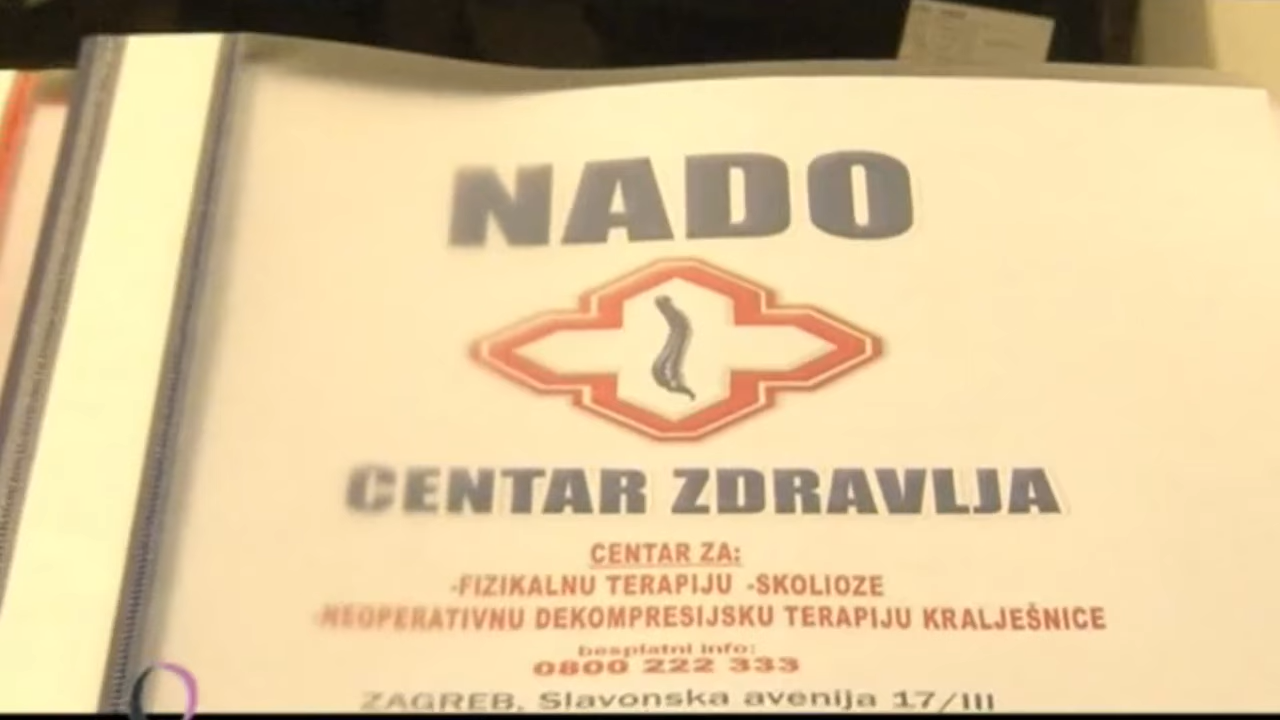 NADO
CENTAR ZDRAVLJA
CENTAR ZA:
-FIZIKALNU TERAPIJU -SKOLIOZE
-NEOPERATIVNU DEKOMPRESIJSKU TERAPIJU KRALJEŠNICE
besplatni info:
0800 222 333
ZAGREB, Slavonska avenija 17/III